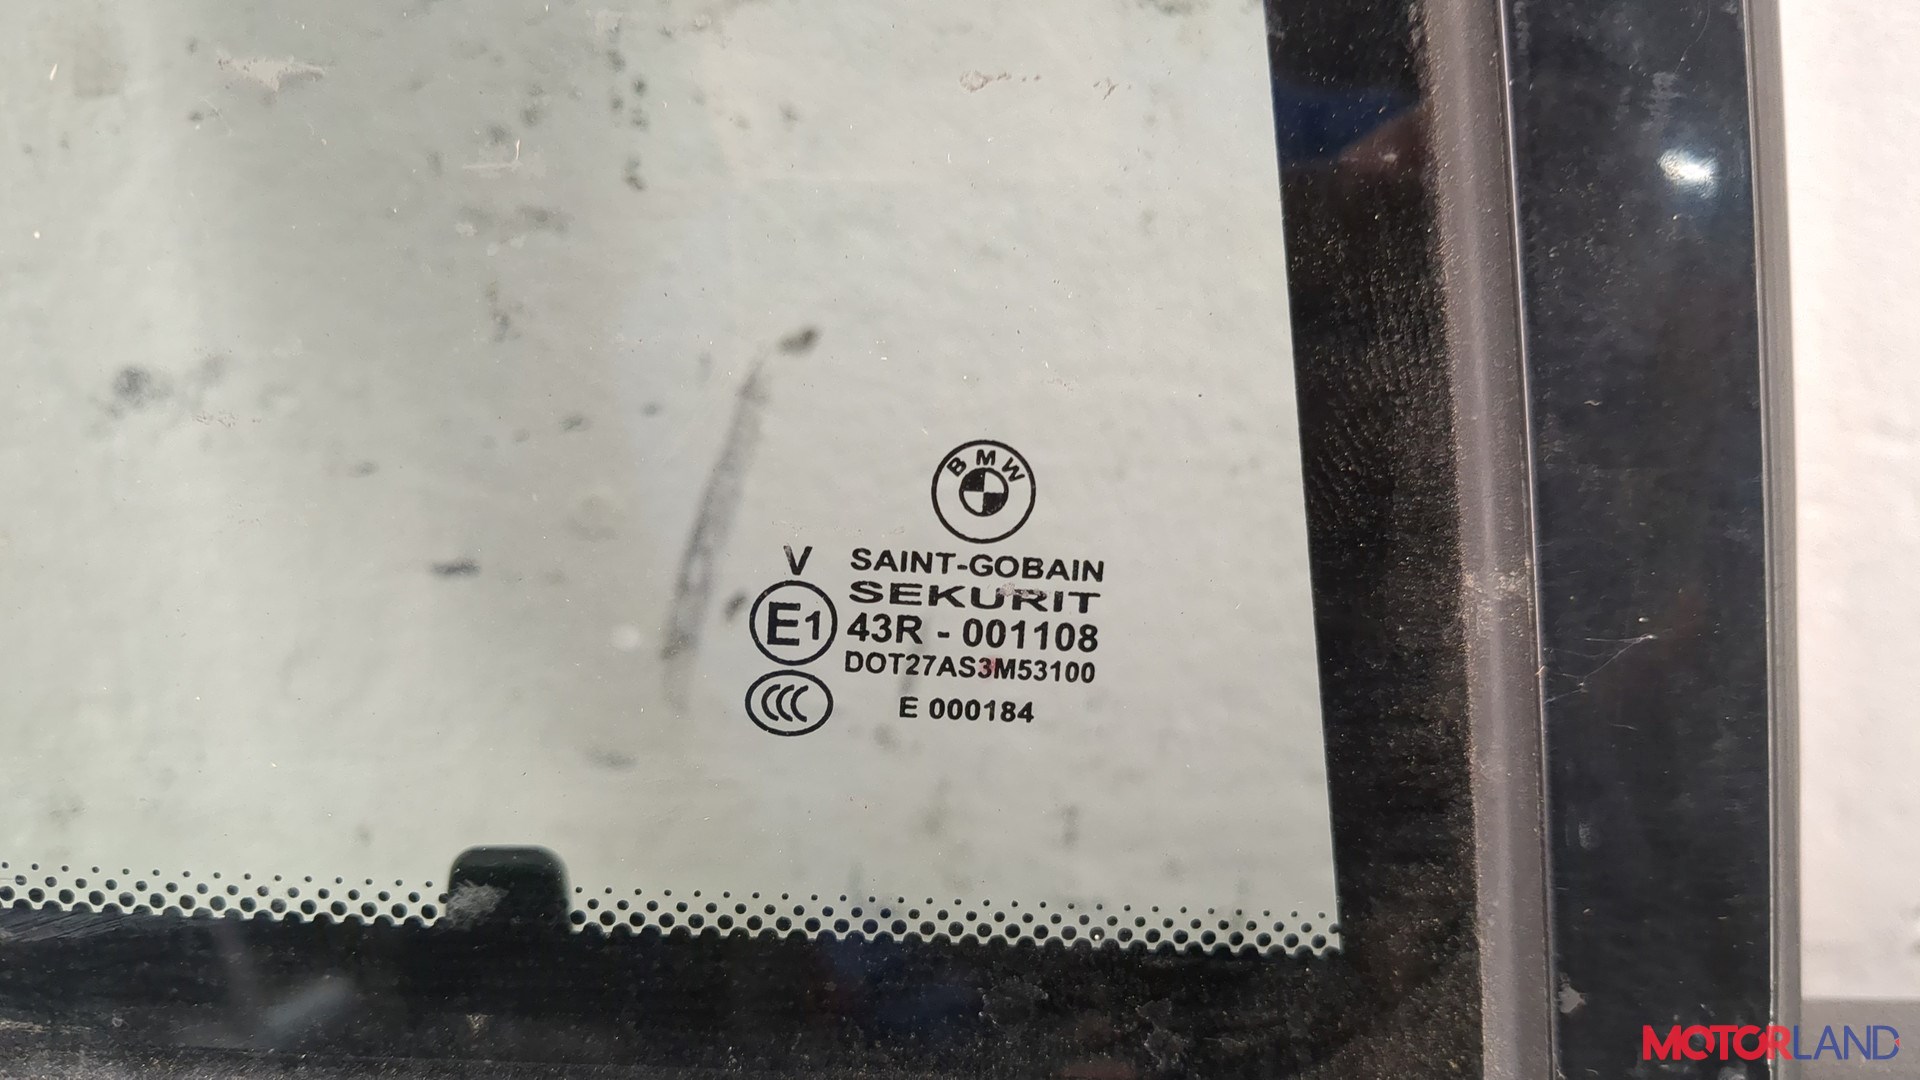 BMW
V
SAINT-GOBAIN
SEKURIT
E1
43R - 001108
DOT27AS3M53100
CCC
E 000184
MOTORLAND